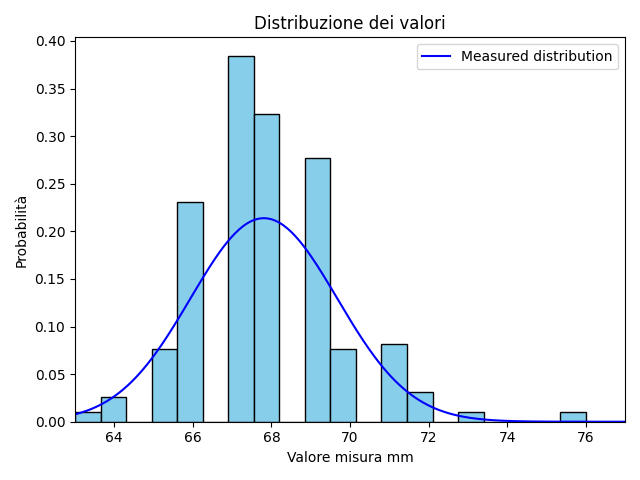 Distribuzione dei valori
Measured distribution
0.40
0.35
0.30
0.25
0.20
0.15
0.10
0.05
0.00
Probabilità
64 66 68 70 72 74 76
Valore misura mm